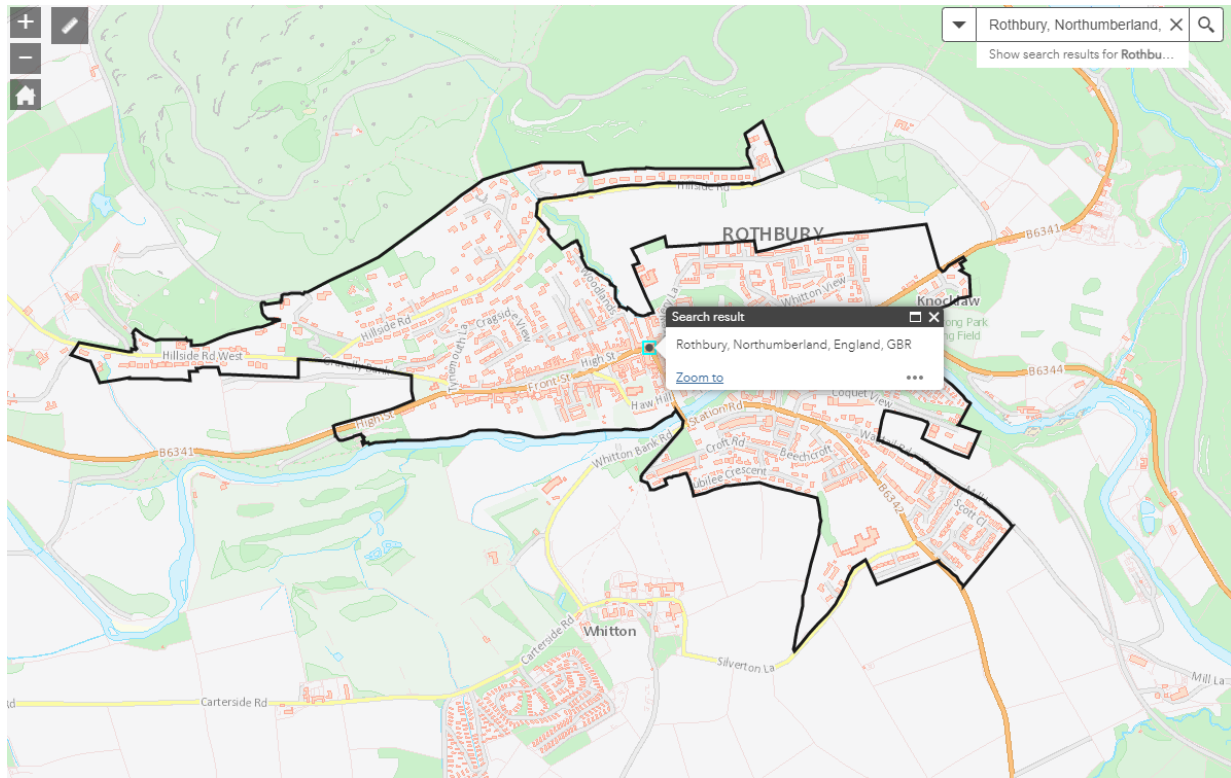 +
−
Rothbury, Northumberland,
Show search results for Rothbu...
Hillside Rd
ROTHBURY
B6341
Woodlands
Whitton View
Knocklaw
Search result
Rothbury, Northumberland, England, GBR
Zoom to
Hillside Rd
Cragside View
Hillside Rd West
Tynemouth La
High St
Front St
Haw Hill
B6344
Coquet View
Station Rd
High St
B6341
Whitton Bank Rd
Croft Rd
Beechcroft
Jubilee Crescent
B6342
Mill La
Scott Cl
Whitton
Carterside Rd
Silverton La
Carterside Rd
Mill La